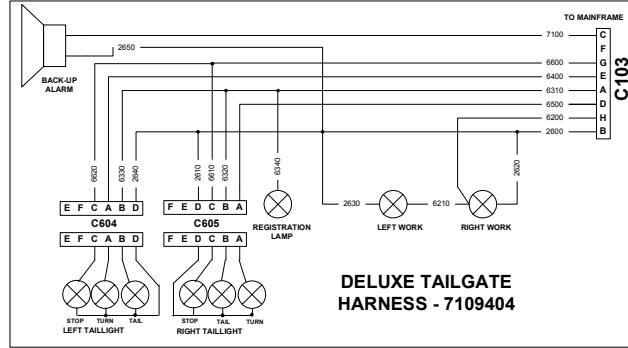 TO MAINFRAME
7100 C
2650 F
BACK-UP
ALARM
6600 G
6400 E
6310 A
6500 D
6200 H
2600 B
C103
6620
6330
2640
2610
6610
6320
6340
2620
E F C A B D
C604
E F C A B D
F E D C B A
C605
F E D C B A
REGISTRATION
LAMP
2630
LEFT WORK
6210
RIGHT WORK
STOP TURN TAIL
LEFT TAILLIGHT
STOP TAIL TURN
RIGHT TAILLIGHT
DELUXE TAILGATE
HARNESS - 7109404